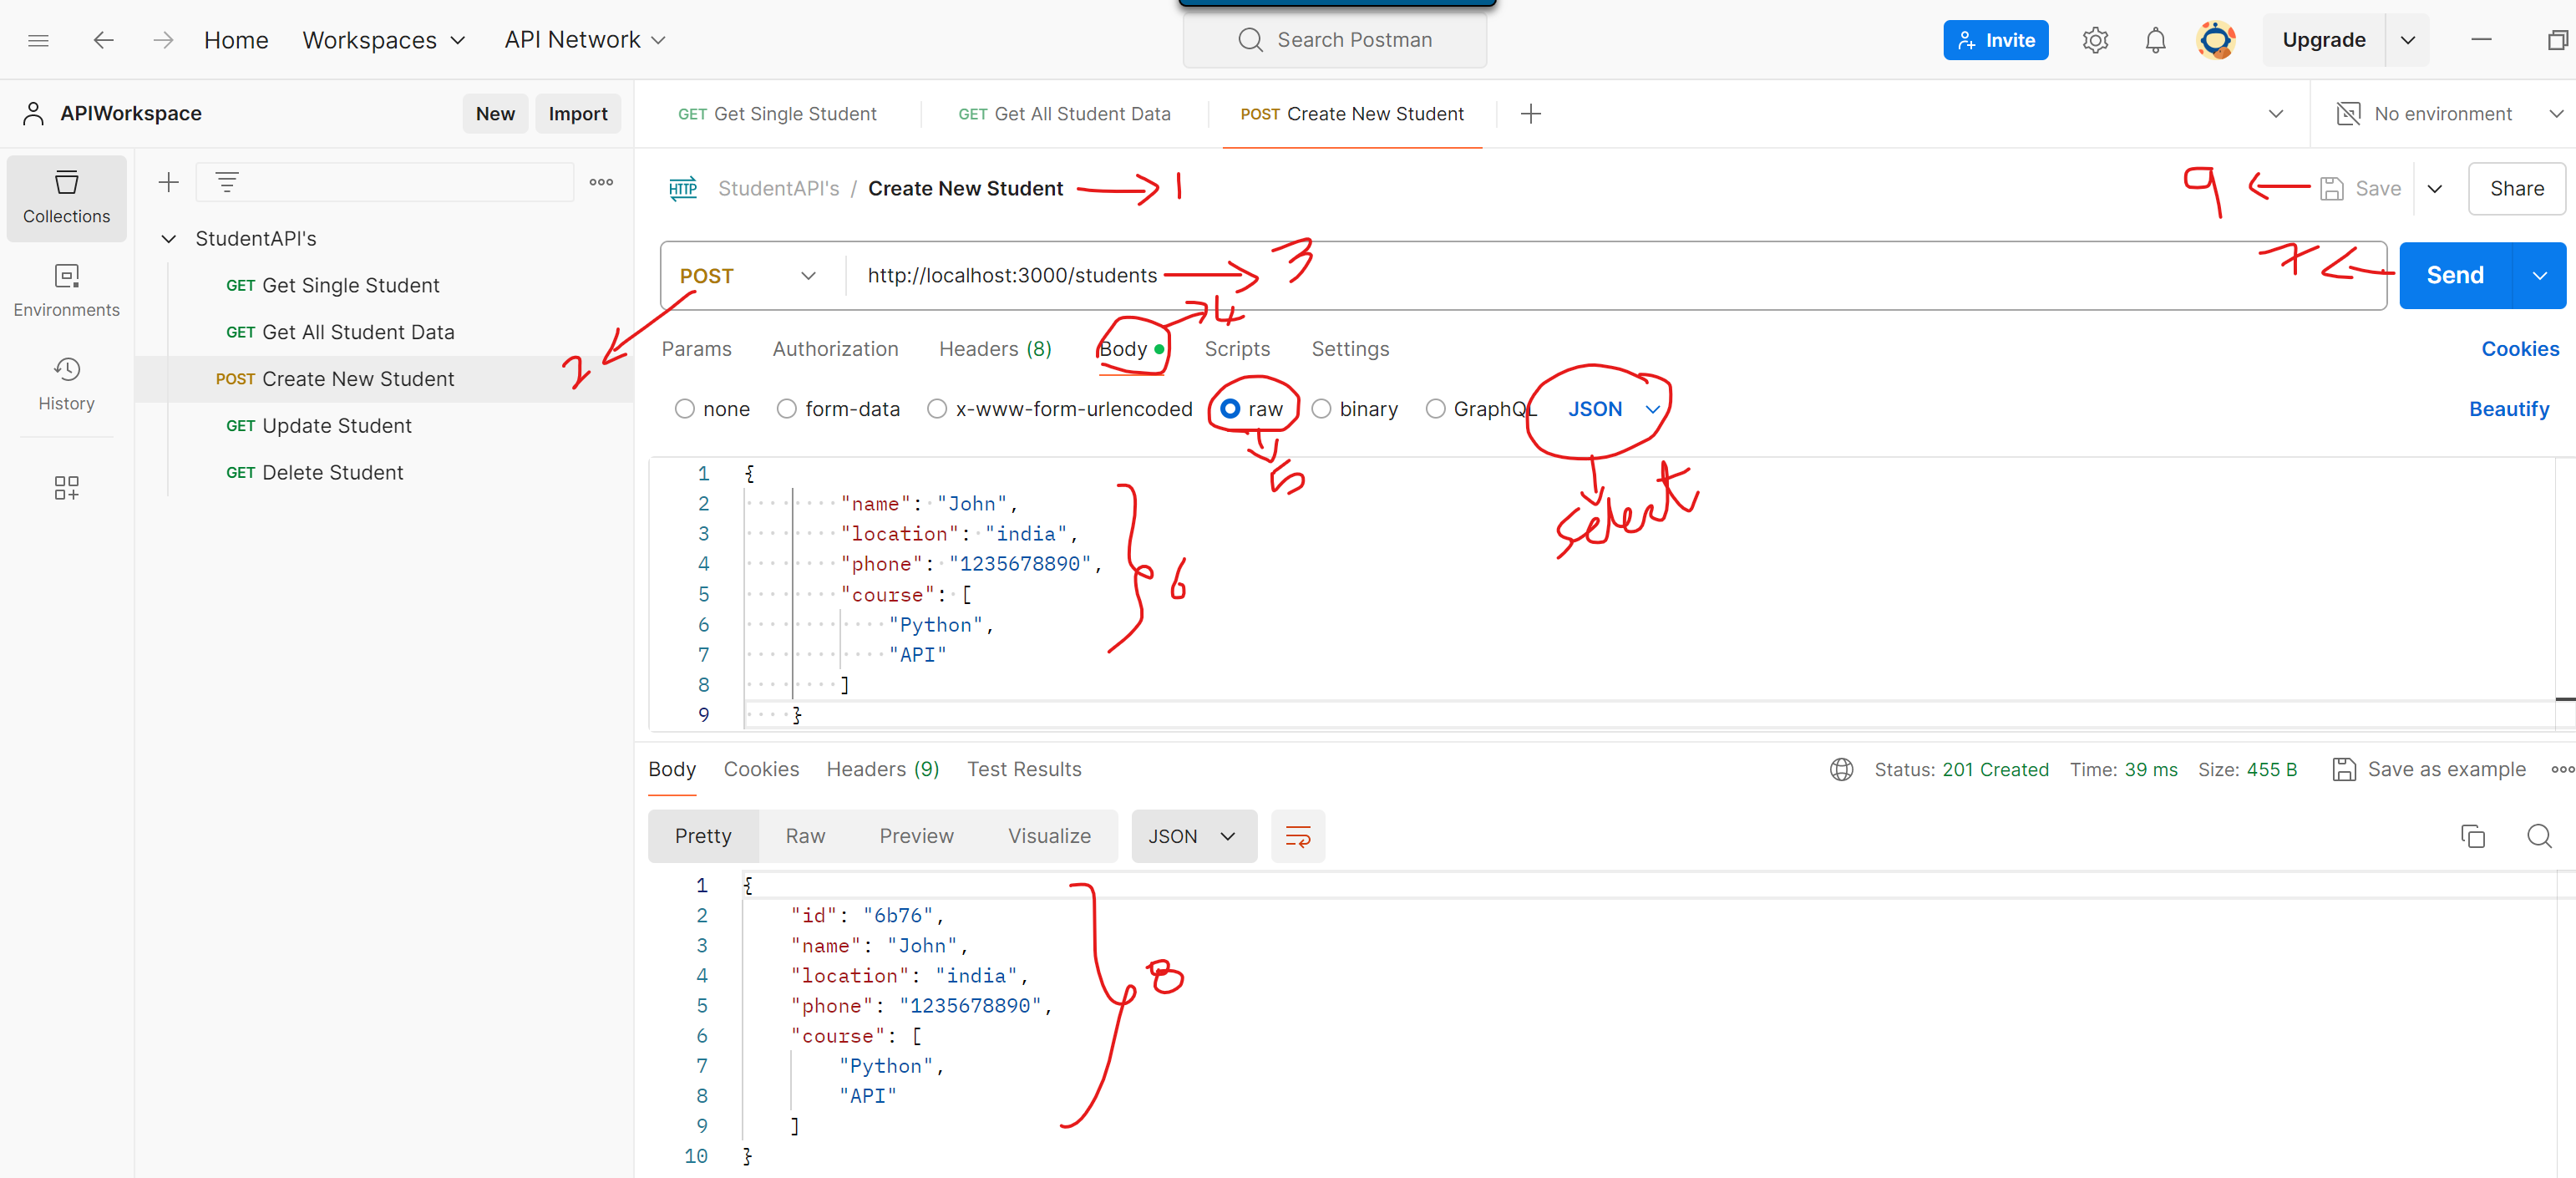 Home Workspaces API Network Search Postman Invite Upgrade
APIWorkspace New Import
GET Get Single Student GET Get All Student Data POST Create New Student No environment
Collections
Environments
History
StudentAPI's
GET Get Single Student
GET Get All Student Data
POST Create New Student
GET Update Student
GET Delete Student
HTTP StudentAPI's / Create New Student 1 9 Save Share
POST http://localhost:3000/students 3 7 Send
2 4
Params Authorization Headers (8) Body Scripts Settings Cookies
none form-data x-www-form-urlencoded raw binary GraphQL JSON Beautify
5 select
1 {
2 "name": "John",
3 "location": "india",
4 "phone": "1235678890",
5 "course": [
6 "Python",
7 "API"
8 ]
9 }
6
Body Cookies Headers (9) Test Results Status: 201 Created Time: 39 ms Size: 455 B Save as example
Pretty Raw Preview Visualize JSON
1 {
2 "id": "6b76",
3 "name": "John",
4 "location": "india",
5 "phone": "1235678890",
6 "course": [
7 "Python",
8 "API"
9 ]
10 }
8